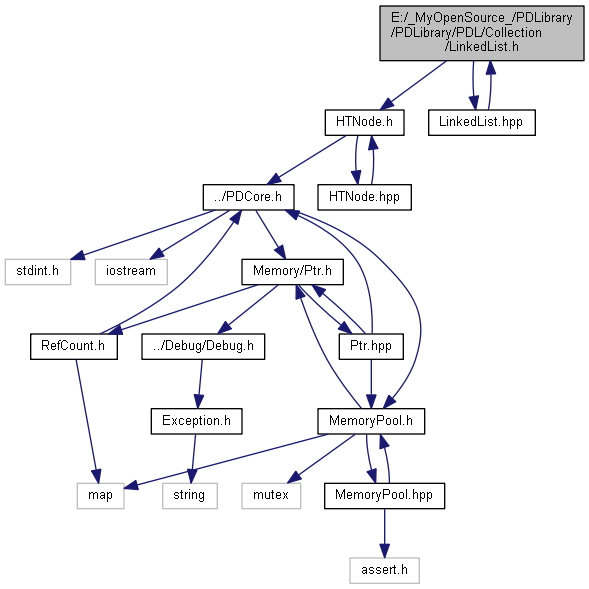 E:/_MyOpenSource_/PDLibrary
/PDLibrary/PDL/Collection
/LinkedList.h
HTNode.h
LinkedList.hpp
../PDCore.h
HTNode.hpp
stdint.h
iostream
Memory/Ptr.h
RefCount.h
../Debug/Debug.h
Ptr.hpp
Exception.h
MemoryPool.h
map
string
mutex
MemoryPool.hpp
assert.h